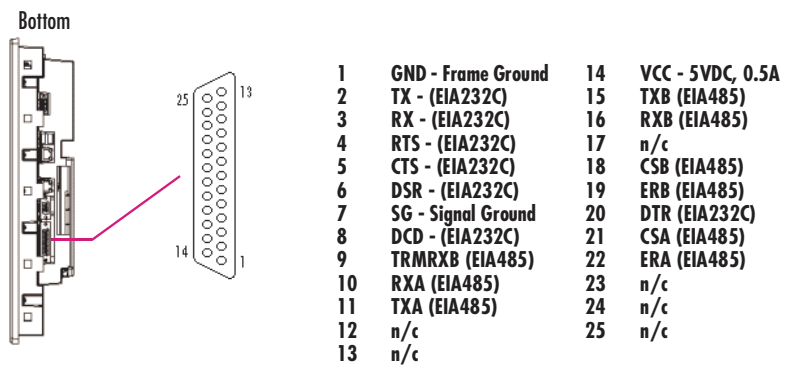 Bottom
25
13
14
1
1 GND - Frame Ground
2 TX - (EIA232C)
3 RX - (EIA232C)
4 RTS - (EIA232C)
5 CTS - (EIA232C)
6 DSR - (EIA232C)
7 SG - Signal Ground
8 DCD - (EIA232C)
9 TRMRXB (EIA485)
10 RXA (EIA485)
11 TXA (EIA485)
12 n/c
13 n/c
14 VCC - 5VDC, 0.5A
15 TXB (EIA485)
16 RXB (EIA485)
17 n/c
18 CSB (EIA485)
19 ERB (EIA485)
20 DTR (EIA232C)
21 CSA (EIA485)
22 ERA (EIA485)
23 n/c
24 n/c
25 n/c